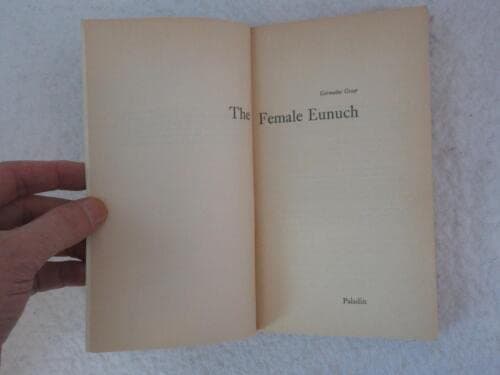 Germaine Greer
The Female Eunuch
Paladin